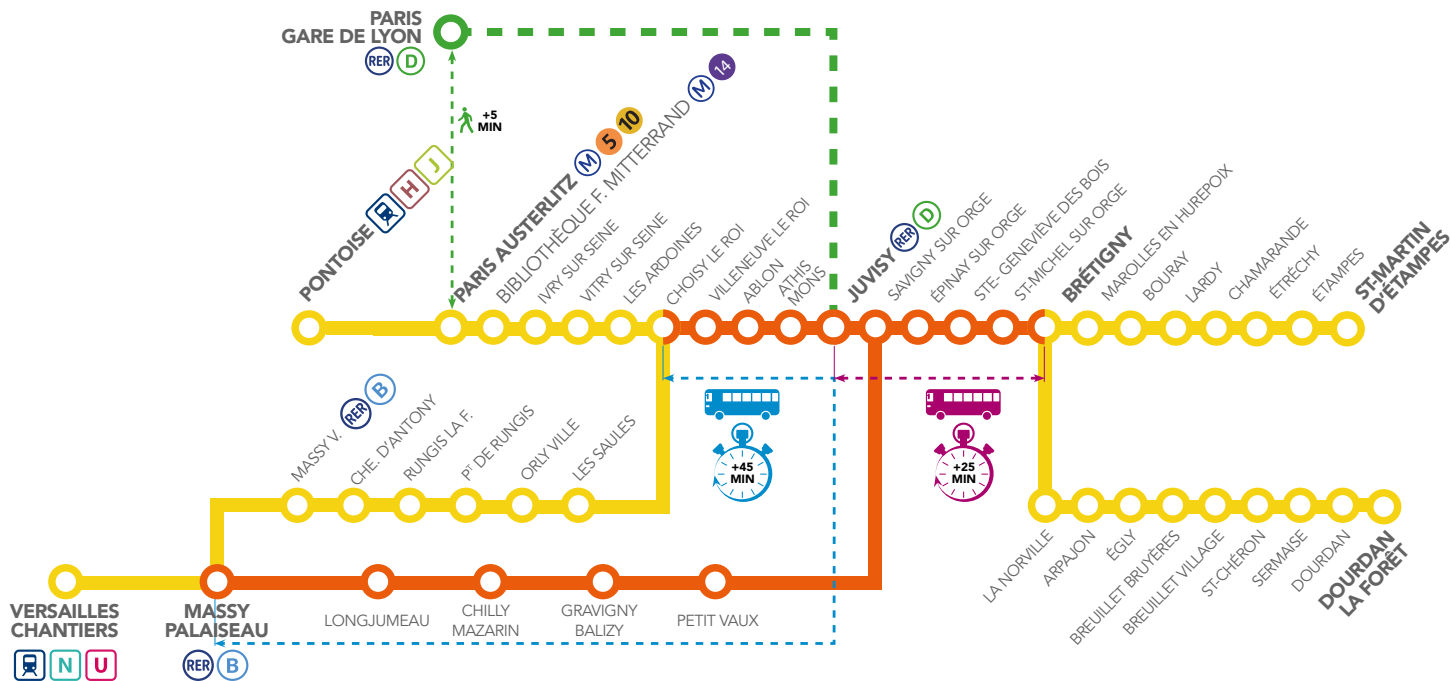 PARIS
GARE DE LYON
RER D
+5
MIN
PONTOISE H J
PARIS AUSTERLITZ M 5 10
BIBLIOTHÈQUE F. MITTERRAND M 14
IVRY SUR SEINE
VITRY SUR SEINE
LES ARDOINES
CHOISY LE ROI
VILLENEUVE LE ROI
ABLON
ATHIS
MONS
JUVISY RER D
SAVIGNY SUR ORGE
ÉPINAY SUR ORGE
STE- GENEVIÈVE DES BOIS
ST-MICHEL SUR ORGE
BRÉTIGNY
MAROLLES EN HUREPOIX
BOURAY
LARDY
CHAMARANDE
ÉTRÉCHY
ÉTAMPES
ST-MARTIN
D'ÉTAMPES
MASSY V. RER B
CHE. D'ANTONY
RUNGIS LA F.
PT DE RUNGIS
ORLY VILLE
LES SAULES
+45
MIN
+25
MIN
LA NORVILLE
ARPAJON
ÉGLY
BREUILLET BRUYÈRES
BREUILLET VILLAGE
ST-CHÉRON
SERMAISE
DOURDAN
DOURDAN
LA FORÊT
VERSAILLES
CHANTIERS
N U
MASSY
PALAISEAU
RER B
LONGJUMEAU
CHILLY
MAZARIN
GRAVIGNY
BALIZY
PETIT VAUX